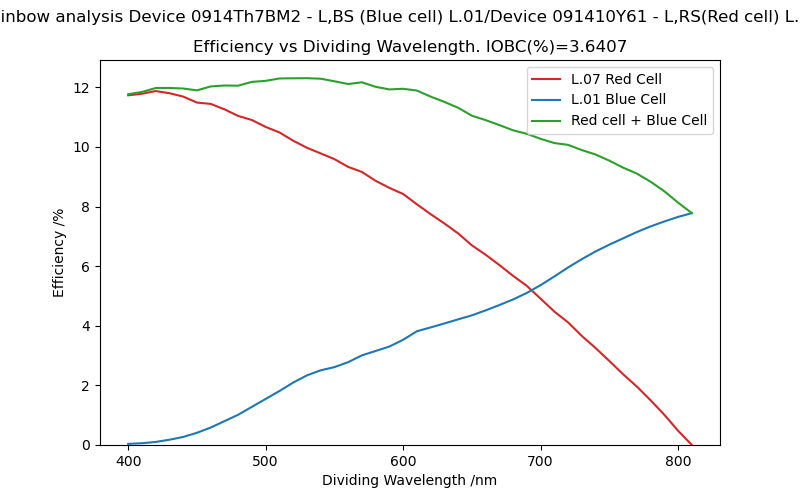 inbow analysis Device 0914Th7BM2 - L,BS (Blue cell) L.01/Device 091410Y61 - L,RS(Red cell) L.
Efficiency vs Dividing Wavelength. IOBC(%)=3.6407
L.07 Red Cell
L.01 Blue Cell
Red cell + Blue Cell
Efficiency /%
12
10
8
6
4
2
0
400 500 600 700 800
Dividing Wavelength /nm